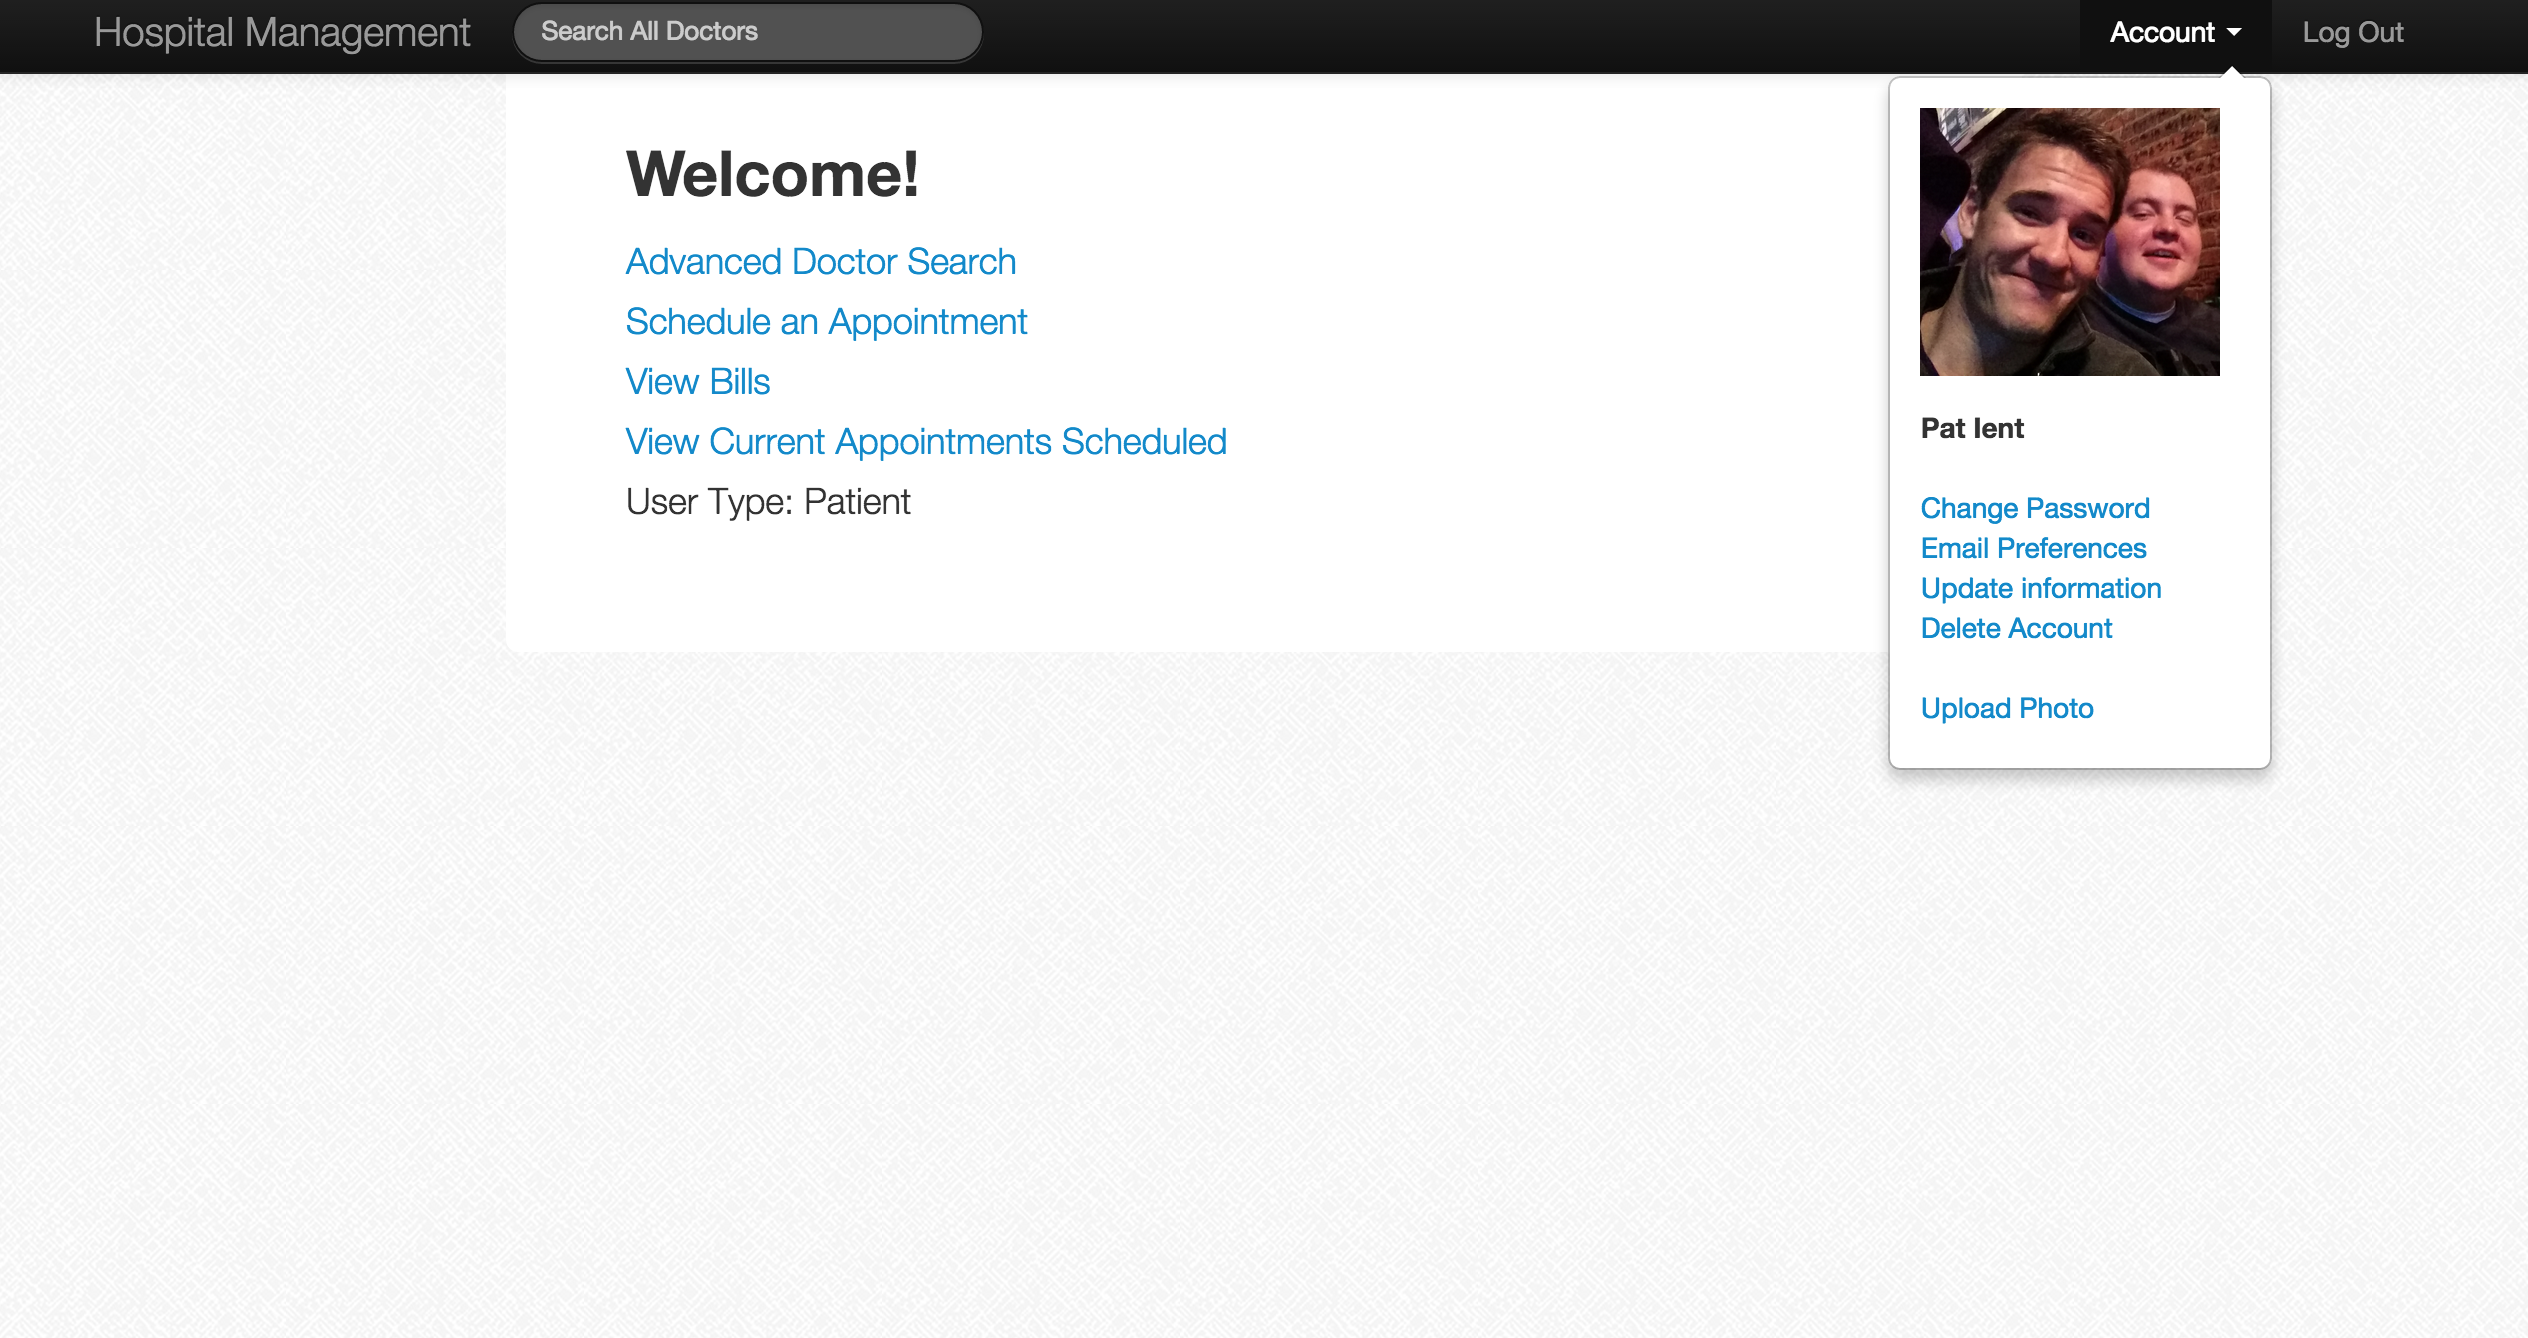 Hospital Management
Search All Doctors
Account
Log Out
Welcome!
Advanced Doctor Search
Schedule an Appointment
View Bills
View Current Appointments Scheduled
User Type: Patient
Pat Ient
Change Password
Email Preferences
Update information
Delete Account
Upload Photo